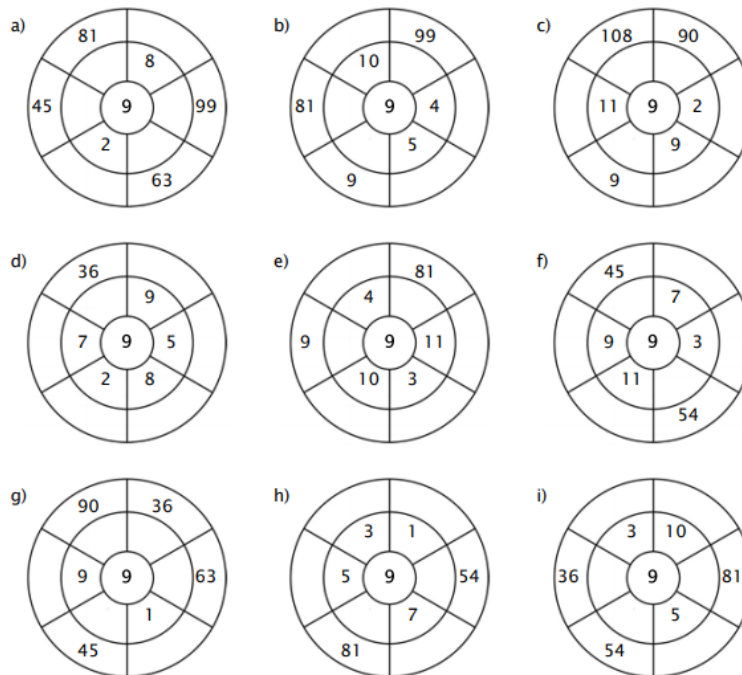 a) 81 8 45 9 99 2 63
b) 99 10 81 9 4 5 9
c) 108 90 11 9 2 9 9
d) 36 9 7 9 5 2 8
e) 81 4 9 9 11 10 3
f) 45 7 9 9 3 11 54
g) 90 36 9 9 63 1 45
h) 3 1 5 9 54 7 81
i) 3 10 36 9 81 5 54